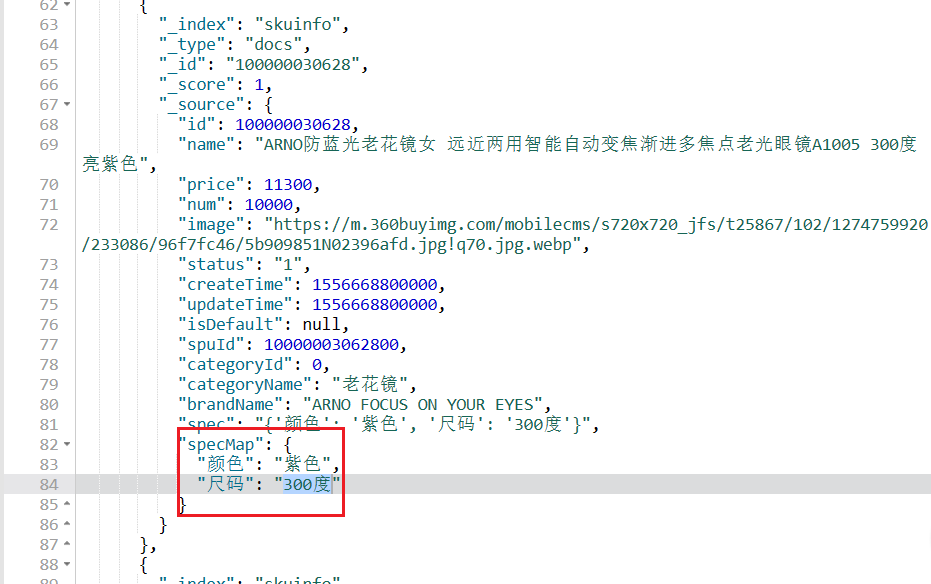 62 {
63 "_index": "skuinfo",
64 "_type": "docs",
65 "_id": "100000030628",
66 "_score": 1,
67 "_source": {
68 "id": 100000030628,
69 "name": "ARNO防蓝光老花镜女 远近两用智能自动变焦渐进多焦点老光眼镜A1005 300度
亮紫色",
70 "price": 11300,
71 "num": 10000,
72 "image": "https://m.360buyimg.com/mobilecms/s720x720_jfs/t25867/102/1274759920
/233086/96f7fc46/5b909851N02396afd.jpg!q70.jpg.webp",
73 "status": "1",
74 "createTime": 1556668800000,
75 "updateTime": 1556668800000,
76 "isDefault": null,
77 "spuId": 10000003062800,
78 "categoryId": 0,
79 "categoryName": "老花镜",
80 "brandName": "ARNO FOCUS ON YOUR EYES",
81 "spec": "{'颜色': '紫色', '尺码': '300度'}",
82 "specMap": {
83 "颜色": "紫色",
84 "尺码": "300度"
85 }
86 }
87 },
88 {
89 "_index": "skuinfo"